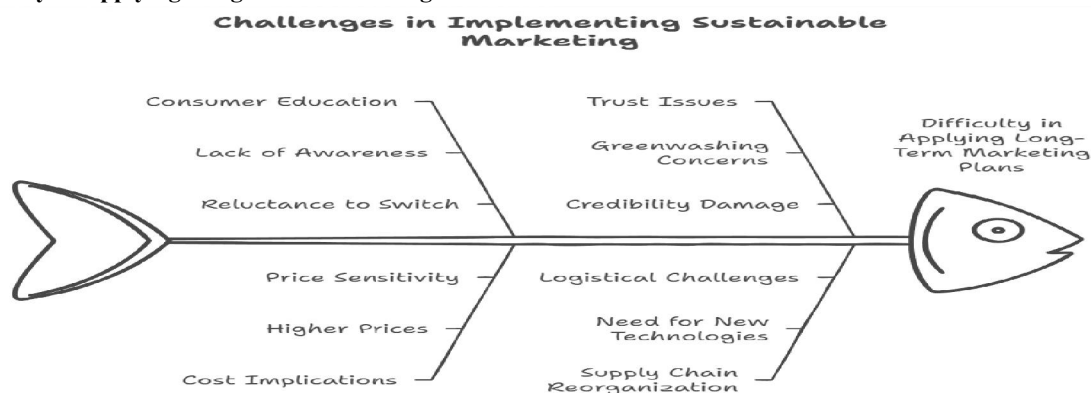 Challenges in Implementing Sustainable
Marketing
Consumer Education
Lack of Awareness
Reluctance to Switch
Trust Issues
Greenwashing
Concerns
Credibility Damage
Difficulty in
Applying Long-
Term Marketing
Plans
Price Sensitivity
Higher Prices
Cost Implications
Logistical Challenges
Need for New
Technologies
Supply Chain
Reorganization